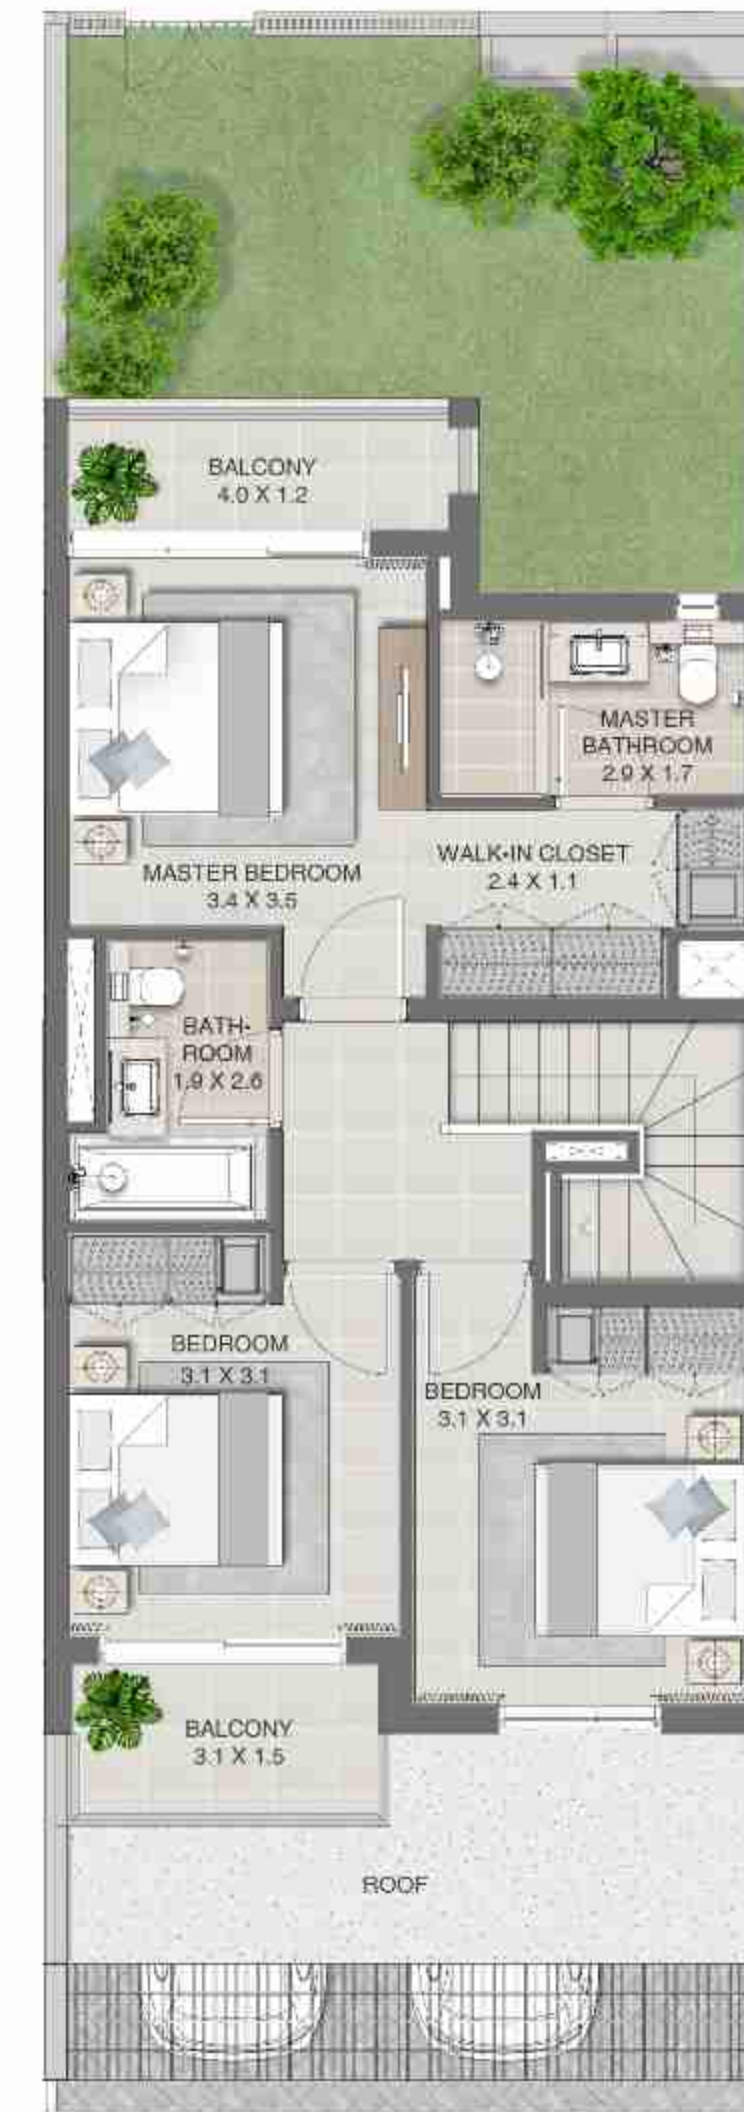 BALCONY
4.0 X 1.2
MASTER
BATHROOM
2.9 X 1.7
MASTER BEDROOM
3.4 X 3.5
WALK-IN CLOSET
2.4 X 1.1
BATH-
ROOM
1.9 X 2.6
BEDROOM
3.1 X 3.1
BEDROOM
3.1 X 3.1
BALCONY
3.1 X 1.5
ROOF